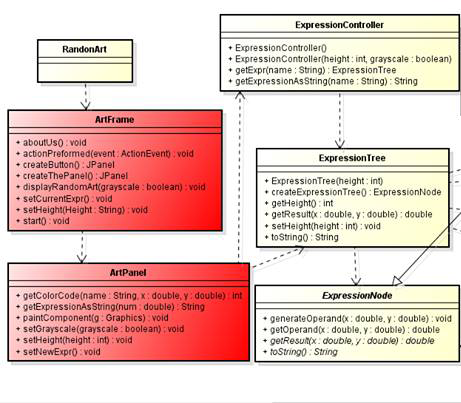 RandonArt
ArtFrame
+ aboutUs() : void
+ actionPreformed(event : ActionEvent) : void
+ createButton() : JPanel
+ createThePanel() : JPanel
+ displayRandomArt(grayscale : boolean) : void
+ setCurrentExpr() : void
+ setHeight(Height : String) : void
+ start() : void
ArtPanel
+ getColorCode(name : String, x : double, y : double) : int
+ getExpressionAsString(num : double) : String
+ paintComponent(g : Graphics) : void
+ setGrayscale(grayscale : boolean) : void
+ setHeight(height : int) : void
+ setNewExpr() : void
ExpressionController
+ ExpressionController()
+ ExpressionController(height : int, grayscale : boolean)
+ getExpr(name : String) : ExpressionTree
+ getExpressionAsString(name : String) : String
ExpressionTree
+ ExpressionTree(height : int)
+ createExpressionTree() : ExpressionNode
+ getHeight() : int
+ getResult(x : double, y : double) : double
+ setHeight(height : int) : void
+ toString() : String
ExpressionNode
+ generateOperand(x : double, y : double) : void
+ getOperand(x : double, y : double) : double
+ getResult(x : double, y : double) : double
+ toString() : String